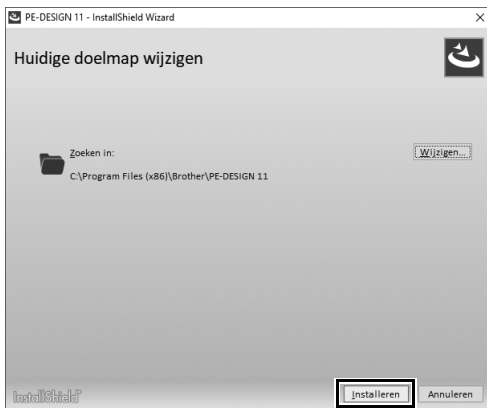 PE-DESIGN 11 - InstallShield Wizard
Huidige doelmap wijzigen
Zoeken in:
Wijzigen...
C:\Program Files (x86)\Brother\PE-DESIGN 11
InstallShield
Installeren
Annuleren